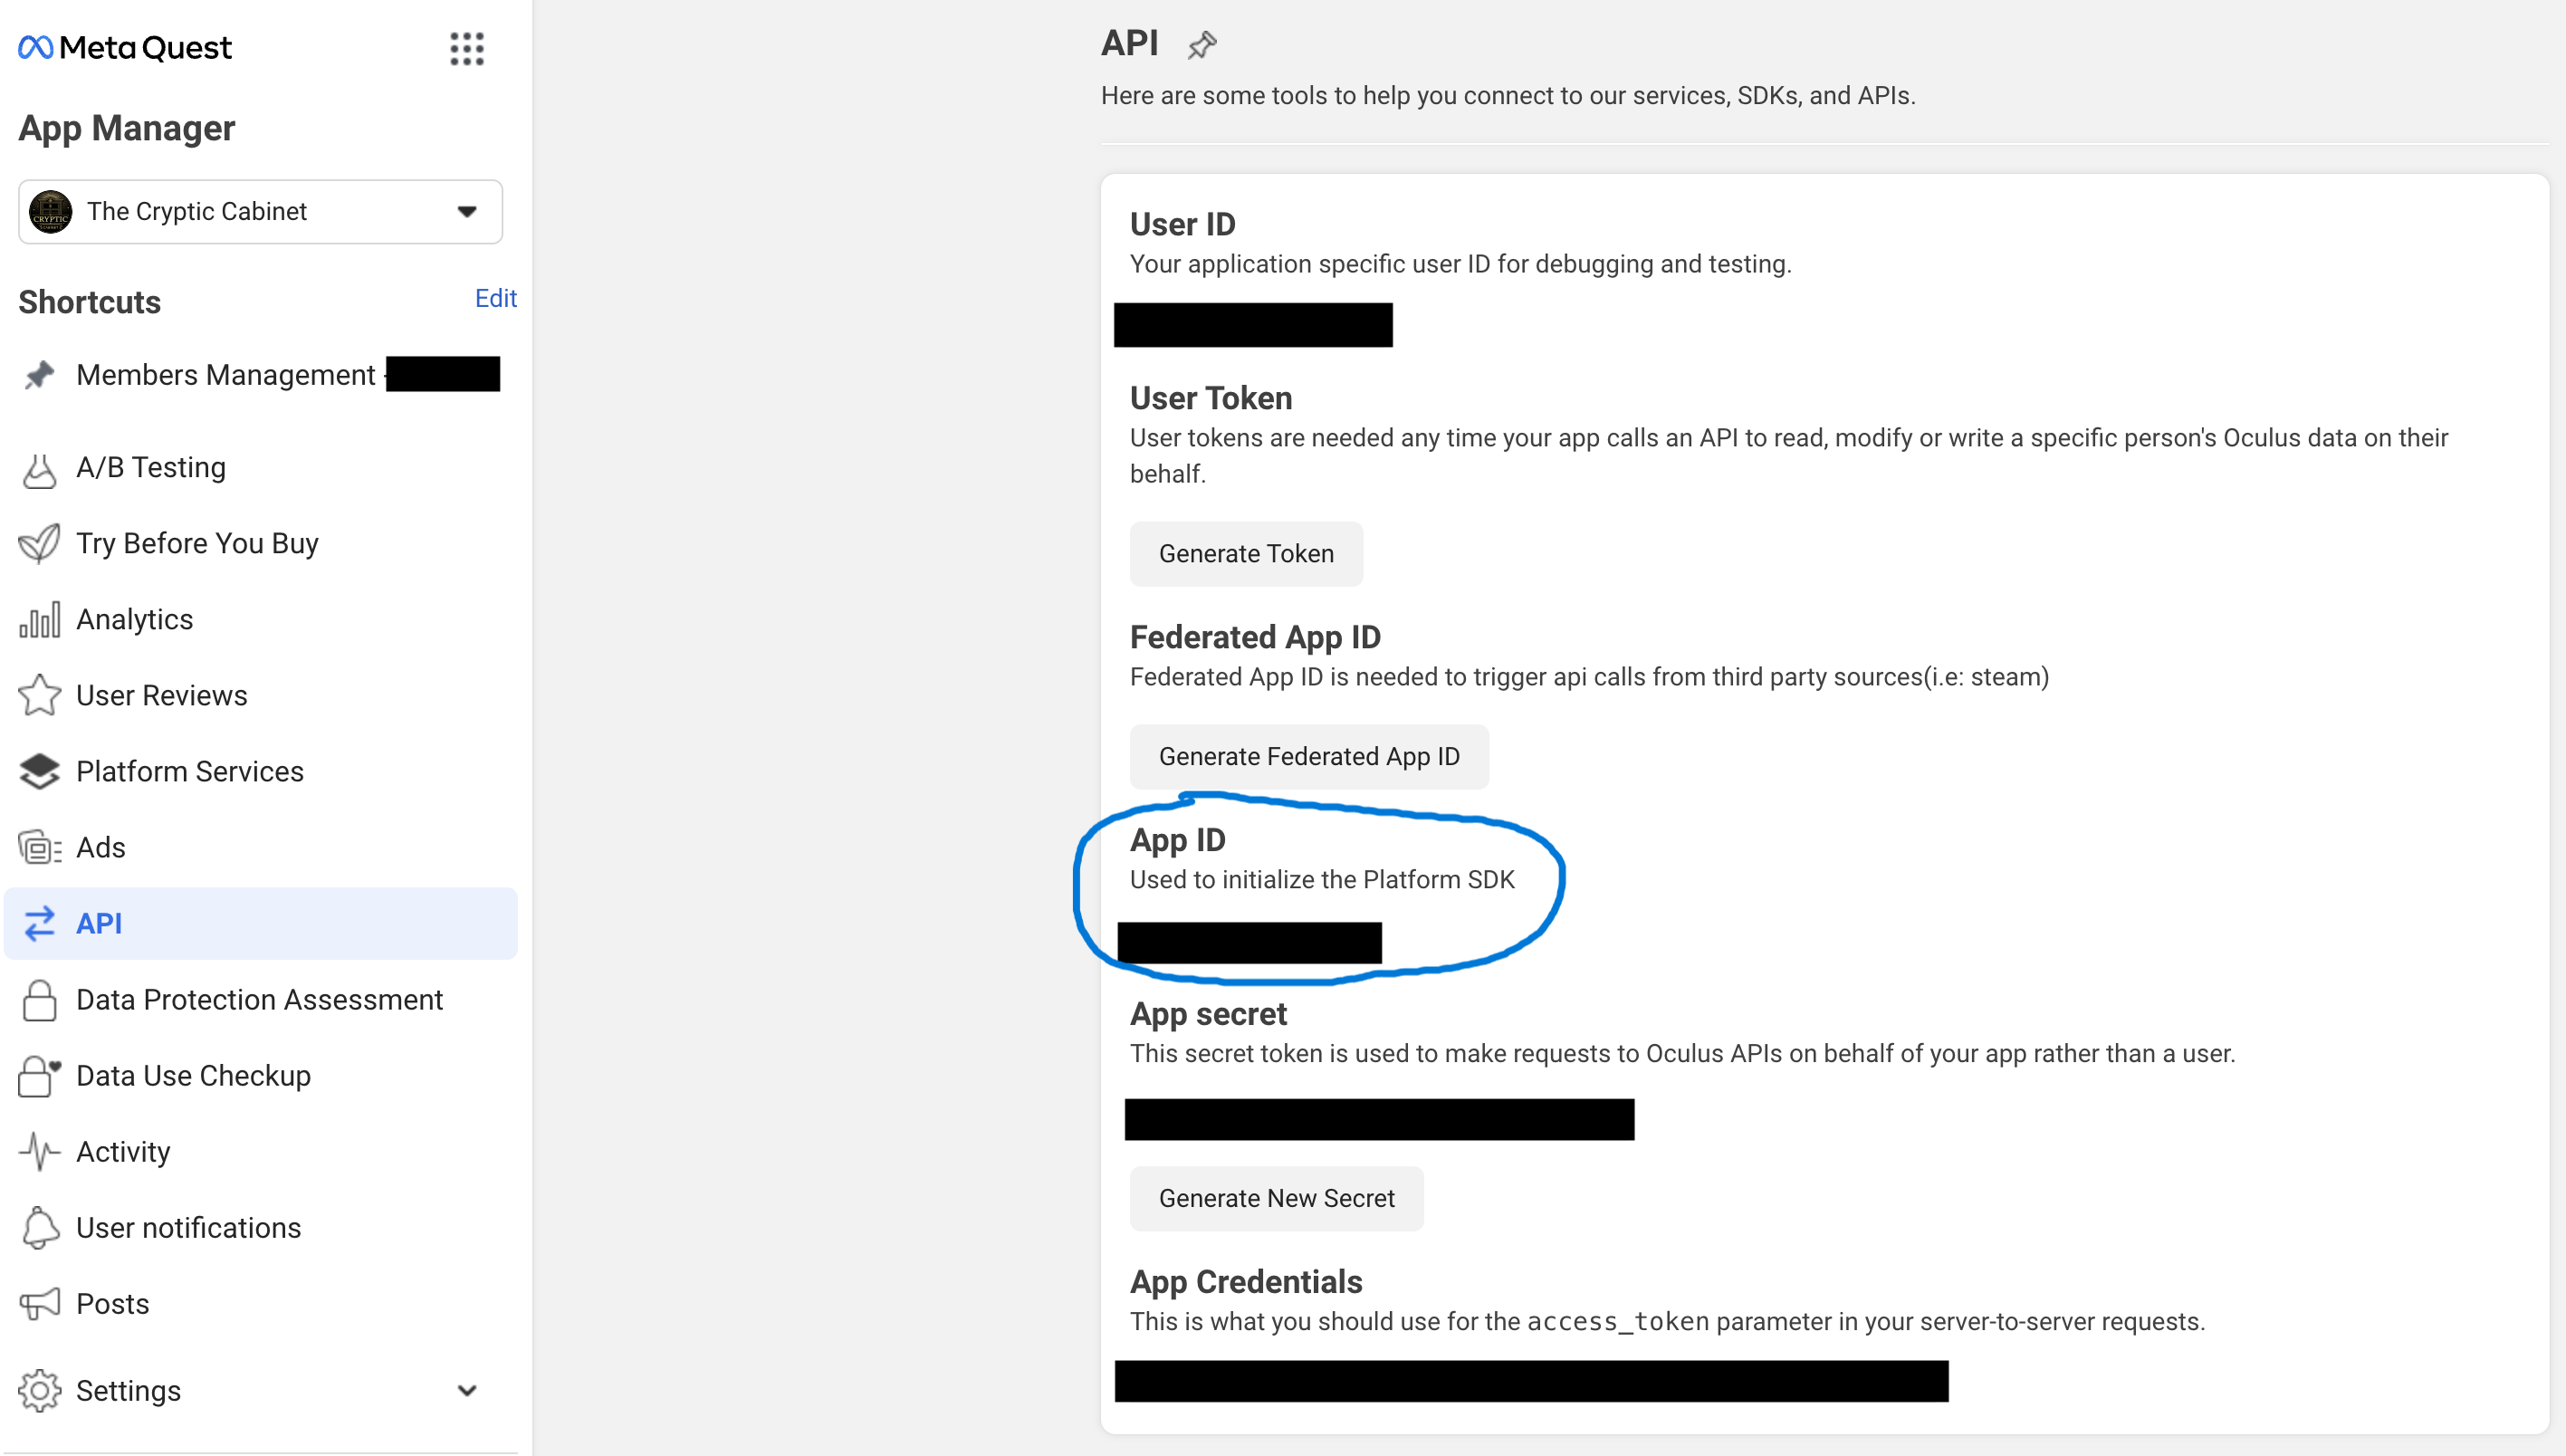 Meta Quest
App Manager
CRYPTIC
The Cryptic Cabinet
Shortcuts
Edit
Members Management -
A/B Testing
Try Before You Buy
Analytics
User Reviews
Platform Services
Ads
API
Data Protection Assessment
Data Use Checkup
Activity
User notifications
Posts
Settings
API
Here are some tools to help you connect to our services, SDKs, and APIs.
User ID
Your application specific user ID for debugging and testing.
User Token
User tokens are needed any time your app calls an API to read, modify or write a specific person's Oculus data on their
behalf.
Generate Token
Federated App ID
Federated App ID is needed to trigger api calls from third party sources(i.e: steam)
Generate Federated App ID
App ID
Used to initialize the Platform SDK
App secret
This secret token is used to make requests to Oculus APIs on behalf of your app rather than a user.
Generate New Secret
App Credentials
This is what you should use for the access_token parameter in your server-to-server requests.